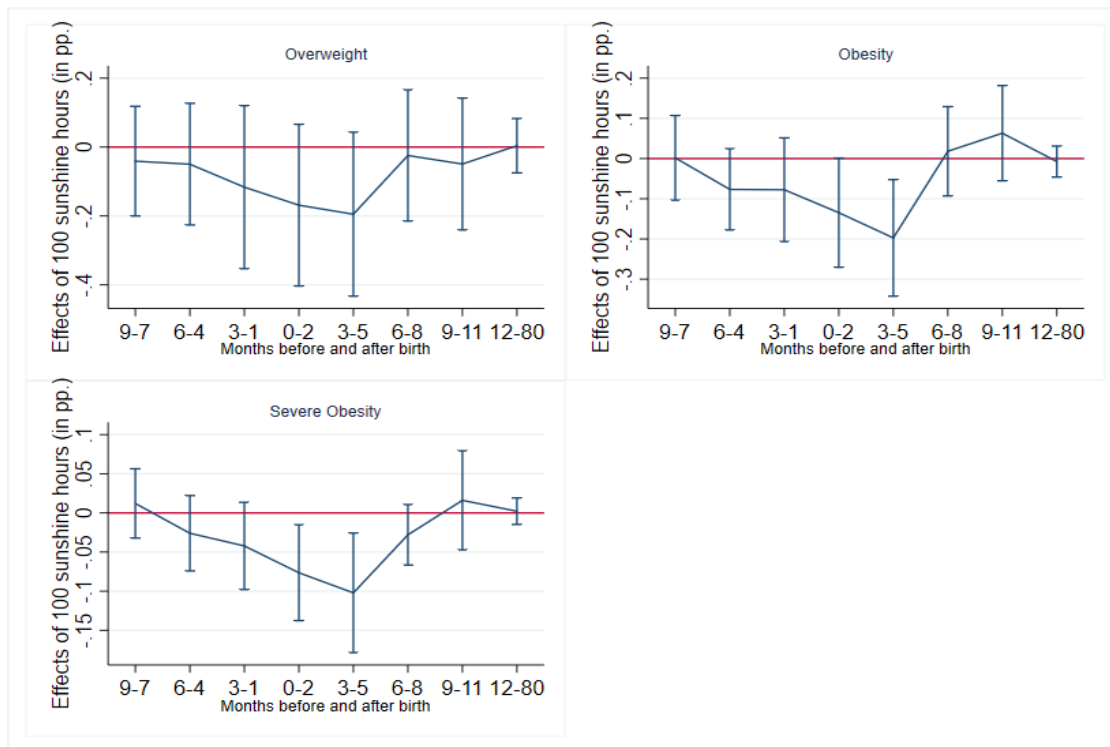 Overweight
Effects of 100 sunshine hours (in pp.)
.2
0
-.2
-.4
9-7 6-4 3-1 0-2 3-5 6-8 9-11 12-80
Months before and after birth
Obesity
Effects of 100 sunshine hours (in pp.)
.2
.1
0
-.1
-.2
-.3
9-7 6-4 3-1 0-2 3-5 6-8 9-11 12-80
Months before and after birth
Severe Obesity
Effects of 100 sunshine hours (in pp.)
.1
.05
0
-.05
-.1
-.15
9-7 6-4 3-1 0-2 3-5 6-8 9-11 12-80
Months before and after birth